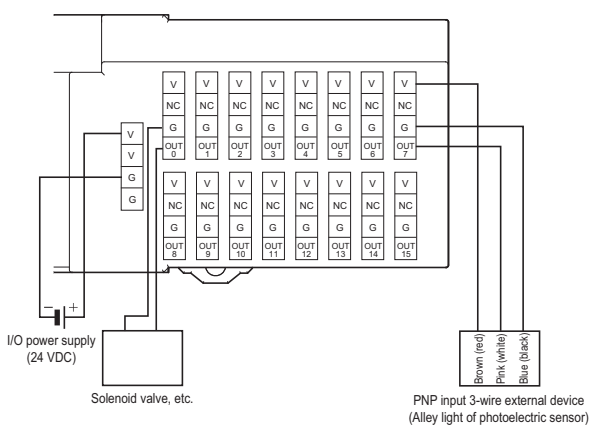 V V V V V V V V
NC NC NC NC NC NC NC NC
G G G G G G G G
OUT 0 OUT 1 OUT 2 OUT 3 OUT 4 OUT 5 OUT 6 OUT 7
V
V
G
G
V V V V V V V V
NC NC NC NC NC NC NC NC
G G G G G G G G
OUT 8 OUT 9 OUT 10 OUT 11 OUT 12 OUT 13 OUT 14 OUT 15
− +
I/O power supply
(24 VDC)
Solenoid valve, etc.
Brown (red)
Pink (white)
Blue (black)
PNP input 3-wire external device
(Alley light of photoelectric sensor)